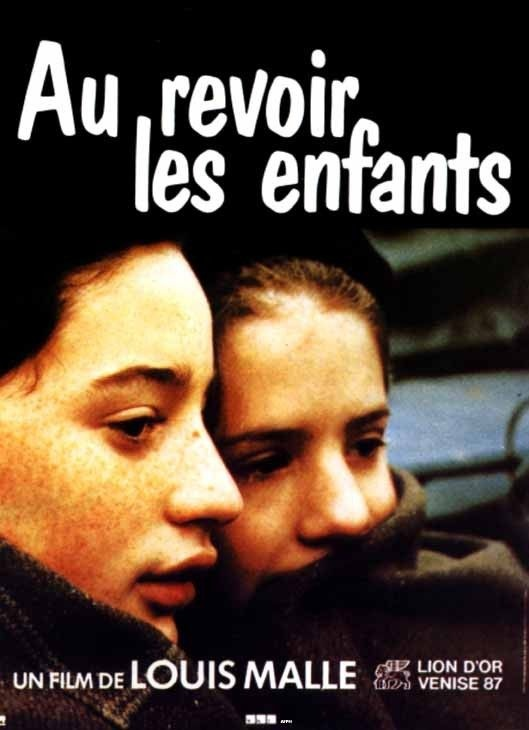 Au revoir
les enfants
UN FILM DE LOUIS MALLE
LION D'OR
VENISE 87